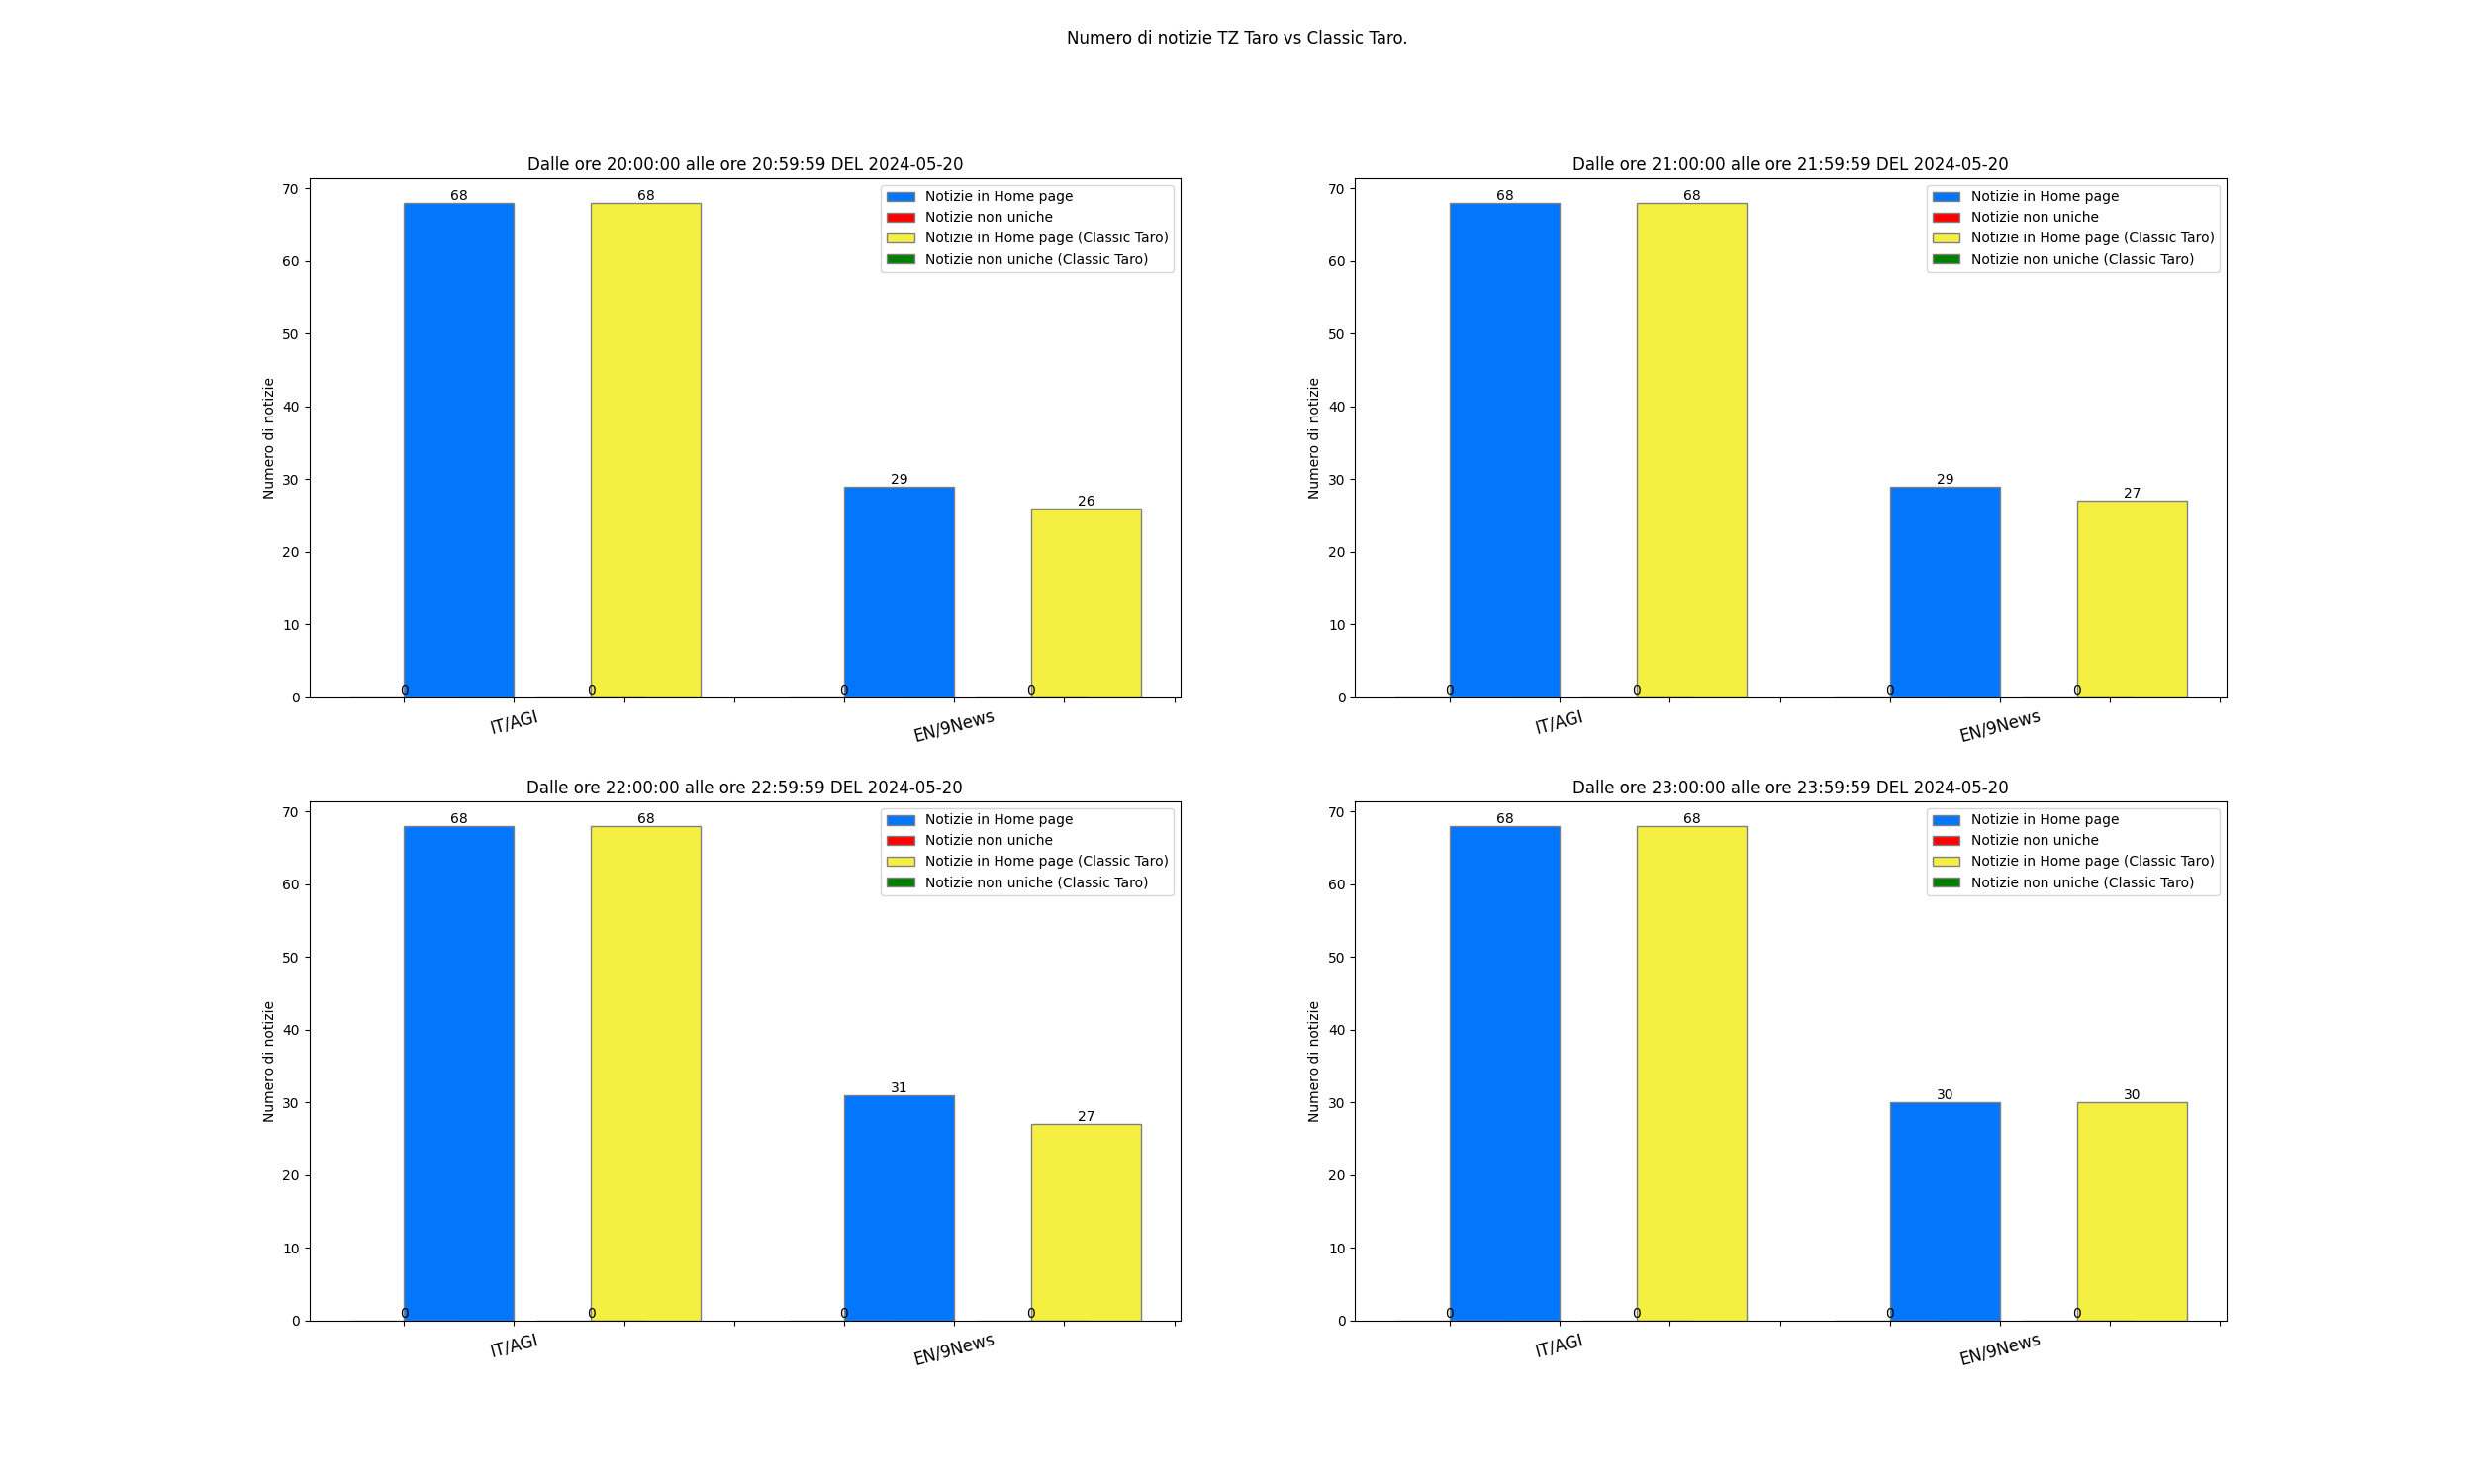 Numero di notizie TZ Taro vs Classic Taro.
Dalle ore 20:00:00 alle ore 20:59:59 DEL 2024-05-20
Numero di notizie
70
60
50
40
30
20
10
0
68
68
29
26
0
0
0
0
Notizie in Home page
Notizie non uniche
Notizie in Home page (Classic Taro)
Notizie non uniche (Classic Taro)
IT/AGI
EN/9News
Dalle ore 21:00:00 alle ore 21:59:59 DEL 2024-05-20
Numero di notizie
70
60
50
40
30
20
10
0
68
68
29
27
0
0
0
0
Notizie in Home page
Notizie non uniche
Notizie in Home page (Classic Taro)
Notizie non uniche (Classic Taro)
IT/AGI
EN/9News
Dalle ore 22:00:00 alle ore 22:59:59 DEL 2024-05-20
Numero di notizie
70
60
50
40
30
20
10
0
68
68
31
27
0
0
0
0
Notizie in Home page
Notizie non uniche
Notizie in Home page (Classic Taro)
Notizie non uniche (Classic Taro)
IT/AGI
EN/9News
Dalle ore 23:00:00 alle ore 23:59:59 DEL 2024-05-20
Numero di notizie
70
60
50
40
30
20
10
0
68
68
30
30
0
0
0
0
Notizie in Home page
Notizie non uniche
Notizie in Home page (Classic Taro)
Notizie non uniche (Classic Taro)
IT/AGI
EN/9News